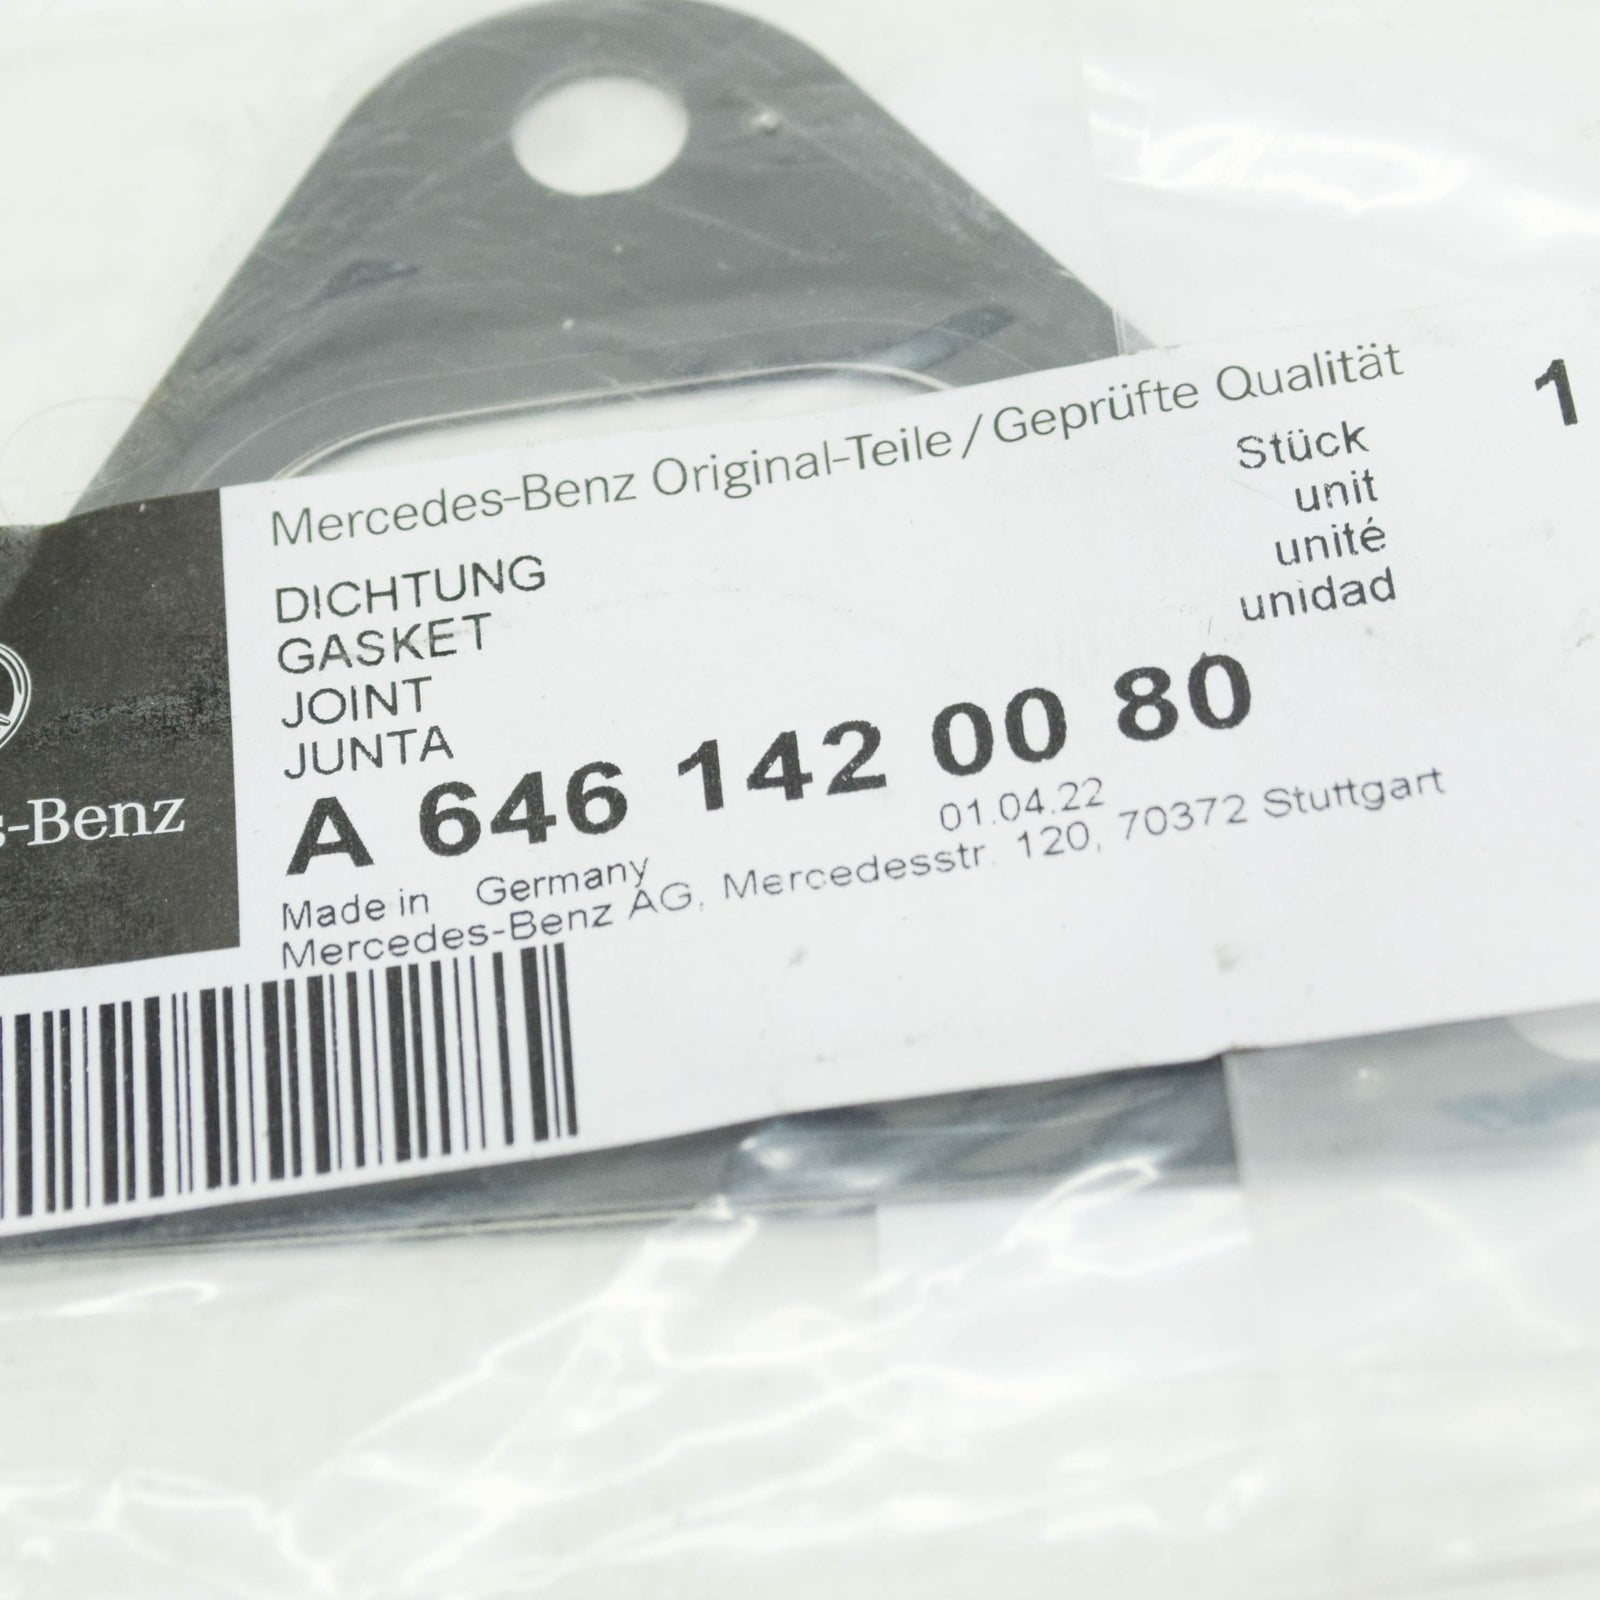 Mercedes-Benz Original-Teile / Geprüfte Qualität
Stück 1
unit
unité
unidad
DICHTUNG
GASKET
JOINT
JUNTA
A 646 142 00 80
01.04.22
Made in Germany
Mercedes-Benz AG, Mercedesstr. 120, 70372 Stuttgart
s-Benz